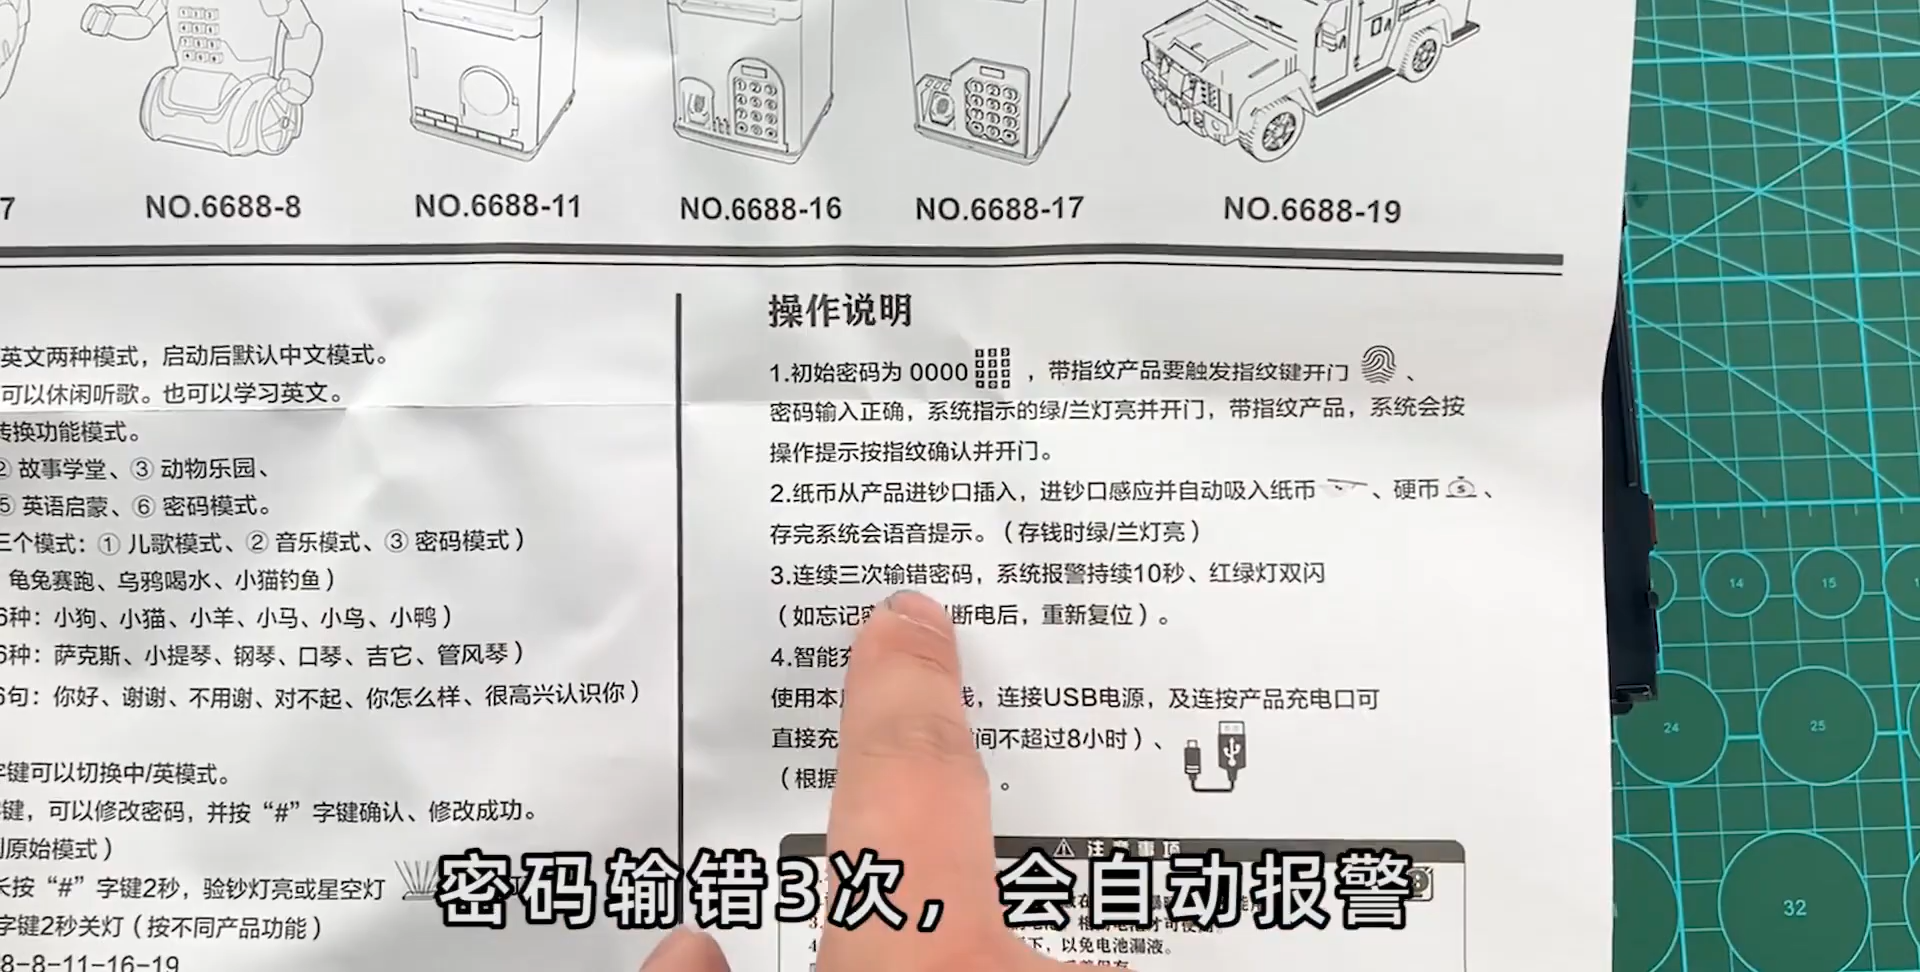 7
NO.6688-8
NO.6688-11
NO.6688-16
NO.6688-17
NO.6688-19
英文两种模式，启动后默认中文模式。
可以休闲听歌。也可以学习英文。
转换功能模式。
② 故事学堂、③ 动物乐园、
⑤ 英语启蒙、⑥ 密码模式。
三个模式：① 儿歌模式、② 音乐模式、③ 密码模式）
龟兔赛跑、乌鸦喝水、小猫钓鱼）
6种：小狗、小猫、小羊、小马、小鸟、小鸭）
6种：萨克斯、小提琴、钢琴、口琴、吉它、管风琴）
6句：你好、谢谢、不用谢、对不起、你怎么样、很高兴认识你）
字键可以切换中/英模式。
键，可以修改密码，并按“#”字键确认、修改成功。
原始模式）
长按“#”字键2秒，验钞灯亮或星空灯
字键2秒关灯（按不同产品功能）
8-8-11-16-19
操作说明
1.初始密码为 0000 ，带指纹产品要触发指纹键开门 、
密码输入正确，系统指示的绿/兰灯亮并开门，带指纹产品，系统会按
操作提示按指纹确认并开门。
2.纸币从产品进钞口插入，进钞口感应并自动吸入纸币 、硬币 、
存完系统会语音提示。（存钱时绿/兰灯亮）
3.连续三次输错密码，系统报警持续10秒、红绿灯双闪
（如忘记 断电后，重新复位）。
4.智能
使用本 线，连接USB电源，及连按产品充电口可
直接充 间不超过8小时）、
（根据 。
注意事项
下，以免电池漏液。
密码输错3次，会自动报警
14
15
24
25
32